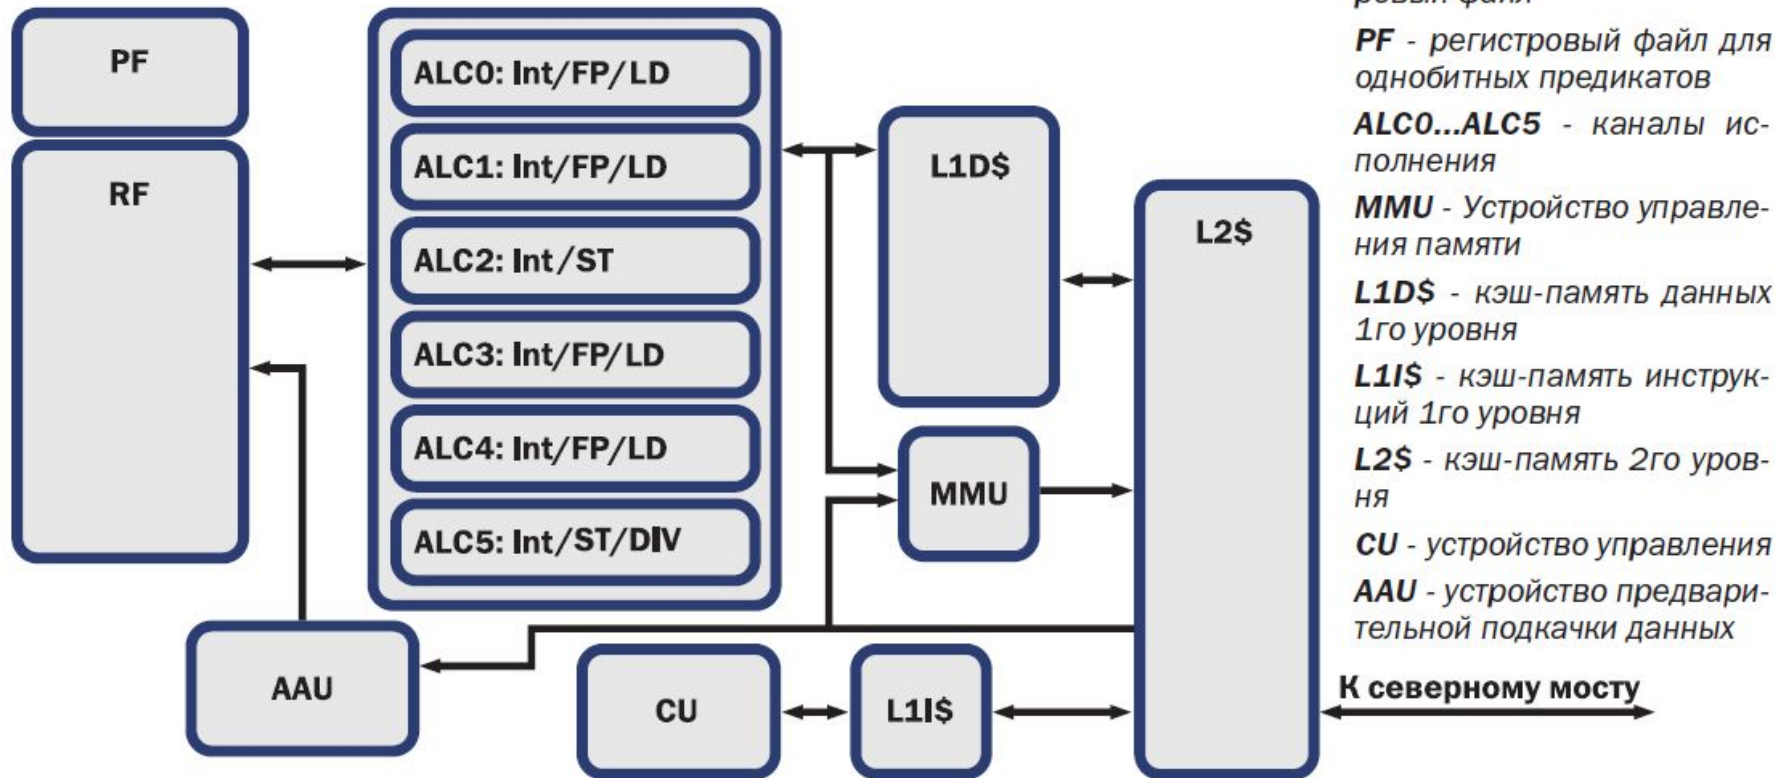 PF
RF
ALC0: Int/FP/LD
ALC1: Int/FP/LD
ALC2: Int/ST
ALC3: Int/FP/LD
ALC4: Int/FP/LD
ALC5: Int/ST/DIV
L1D$
MMU
L2$
AAU
CU
L1I$
PF - регистровый файл для
однобитных предикатов
ALC0...ALC5 - каналы ис-
полнения
MMU - Устройство управле-
ния памяти
L1D$ - кэш-память данных
1го уровня
L1I$ - кэш-память инструк-
ций 1го уровня
L2$ - кэш-память 2го уров-
ня
CU - устройство управления
AAU - устройство предвари-
тельной подкачки данных
К северному мосту